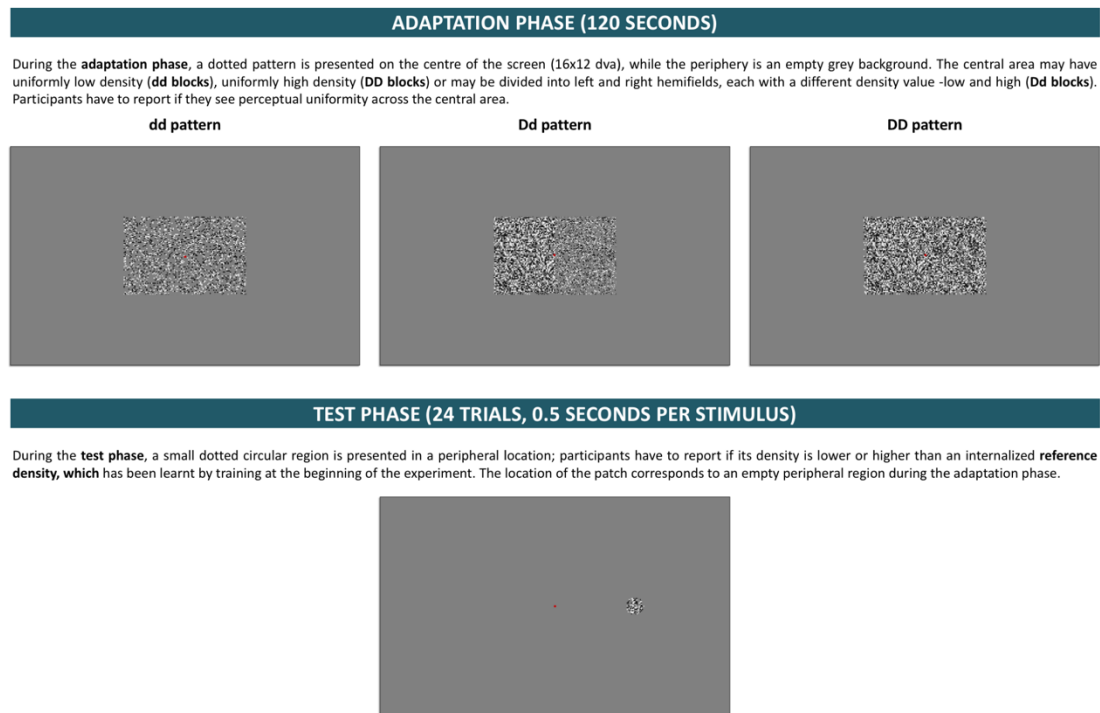 ADAPTATION PHASE (120 SECONDS)
During the adaptation phase, a dotted pattern is presented on the centre of the screen (16x12 dva), while the periphery is an empty grey background. The central area may have
uniformly low density (dd blocks), uniformly high density (DD blocks) or may be divided into left and right hemifields, each with a different density value -low and high (Dd blocks).
Participants have to report if they see perceptual uniformity across the central area.
dd pattern
Dd pattern
DD pattern
TEST PHASE (24 TRIALS, 0.5 SECONDS PER STIMULUS)
During the test phase, a small dotted circular region is presented in a peripheral location; participants have to report if its density is lower or higher than an internalized reference
density, which has been learnt by training at the beginning of the experiment. The location of the patch corresponds to an empty peripheral region during the adaptation phase.